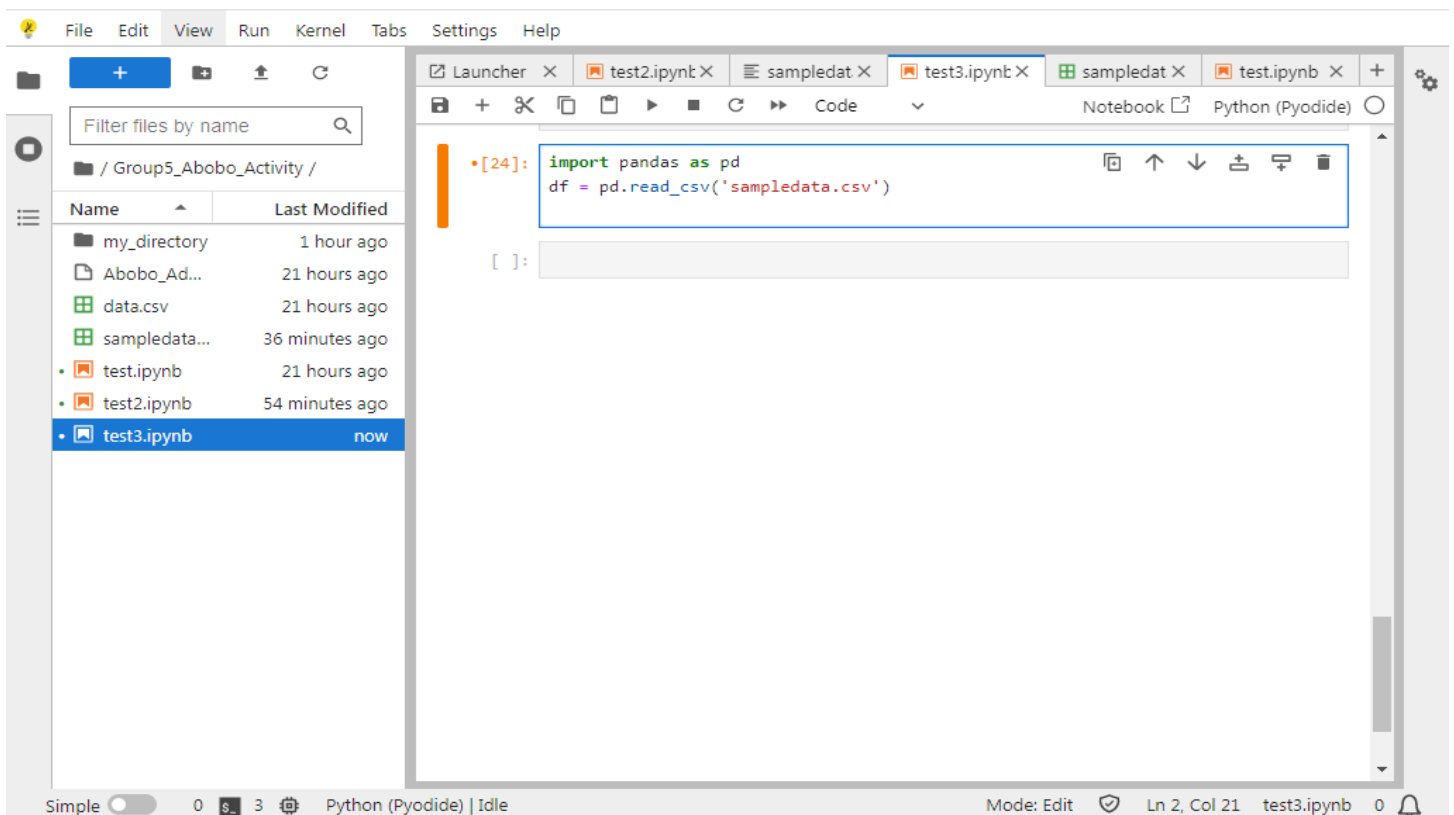 File Edit View Run Kernel Tabs Settings Help
+
Filter files by name
/ Group5_Abobo_Activity /
Name Last Modified
my_directory 1 hour ago
Abobo_Ad... 21 hours ago
data.csv 21 hours ago
sampledata... 36 minutes ago
test.ipynb 21 hours ago
test2.ipynb 54 minutes ago
test3.ipynb now
Launcher test2.ipynb sampledat test3.ipynb sampledat test.ipynb +
+ Code Notebook Python (Pyodide)
[24]: import pandas as pd
df = pd.read_csv('sampledata.csv')
[ ]:
Simple 0 $_ 3 Python (Pyodide) | Idle Mode: Edit Ln 2, Col 21 test3.ipynb 0